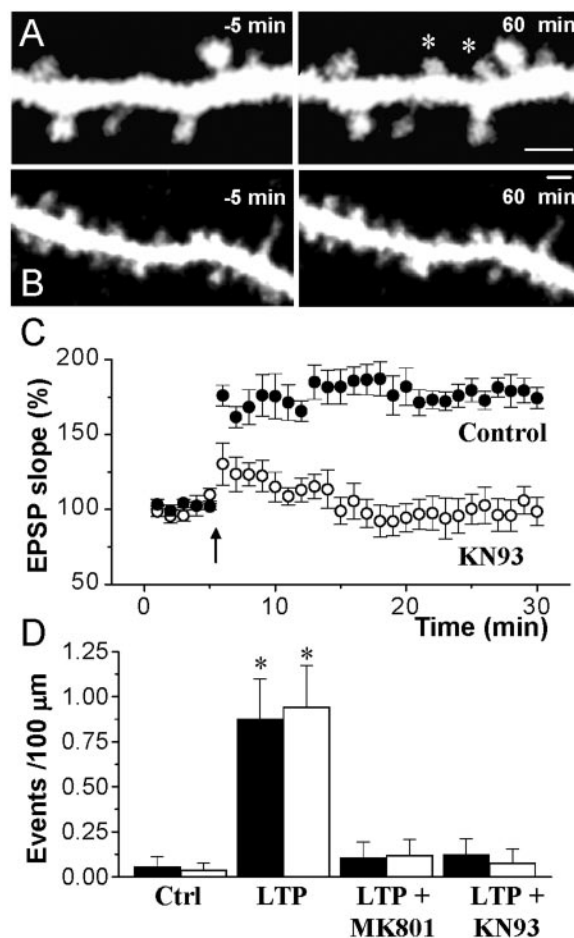 A
-5 min
* *
60 min
-5 min
60 min
B
C
200
150
100
50
EPSP slope (%)
Control
KN93
0 10 20 30
Time (min)
D
1.25
1.00
0.75
0.50
0.25
0.00
Events /100 μm
* *
Ctrl LTP LTP + LTP +
MK801 KN93